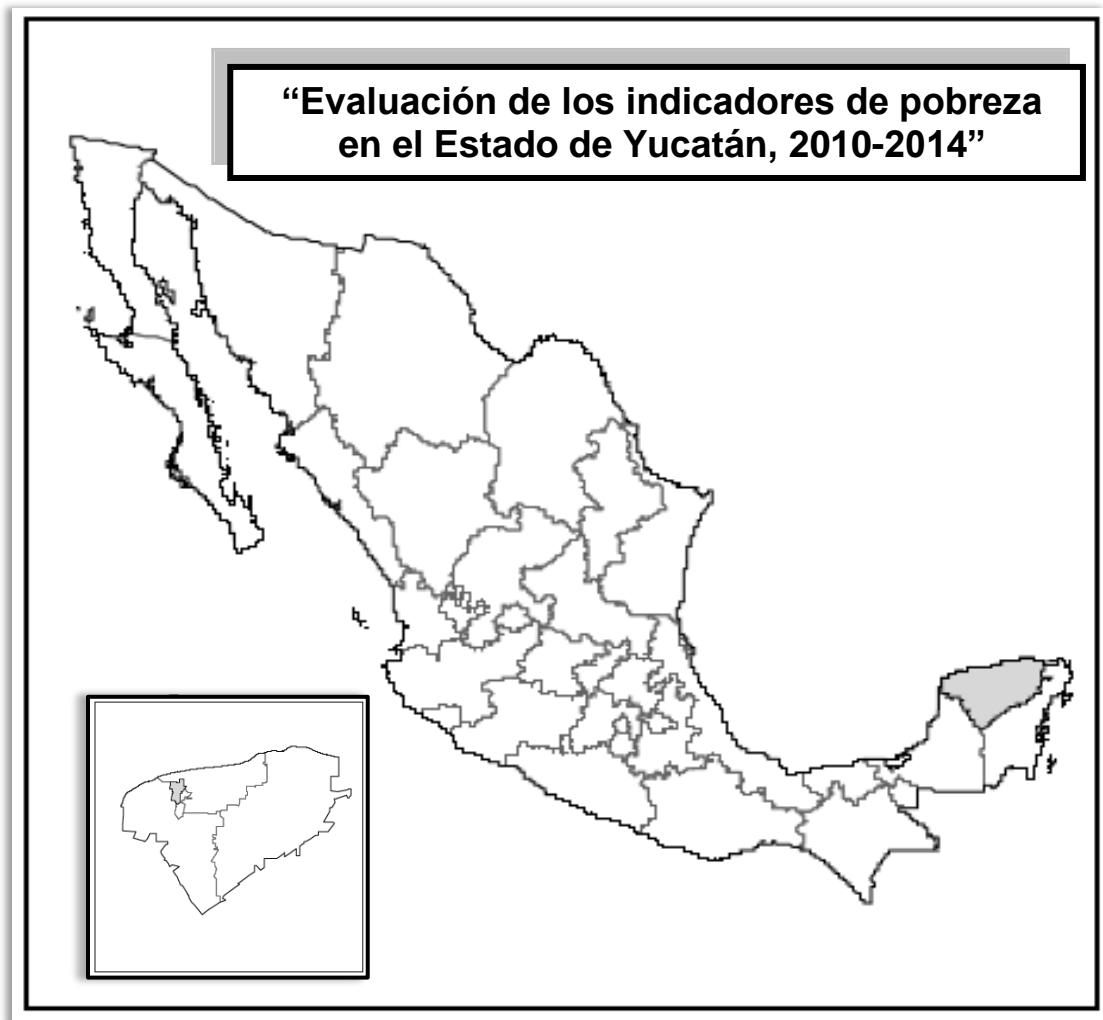 “Evaluación de los indicadores de pobreza
en el Estado de Yucatán, 2010-2014”